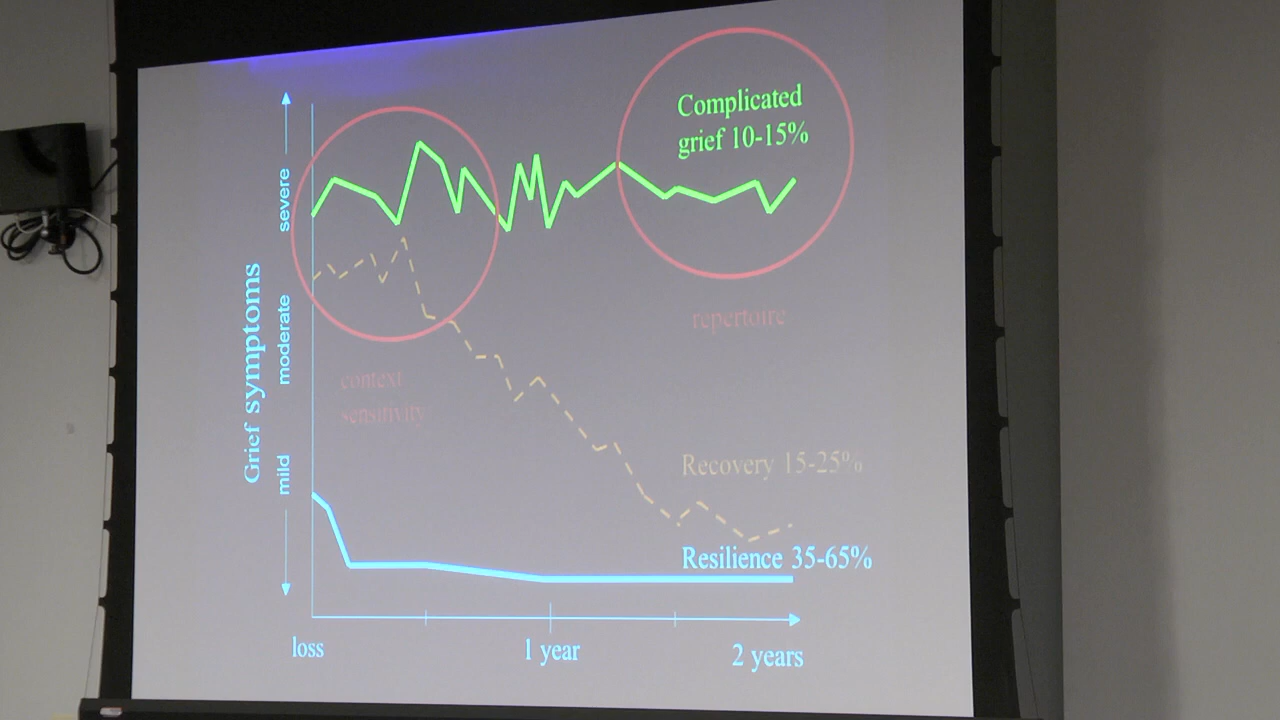 Complicated
grief 10-15%
severe
moderate
mild
Grief symptoms
repertoire
context
sensitivity
Recovery 15-25%
Resilience 35-65%
loss
1 year
2 years